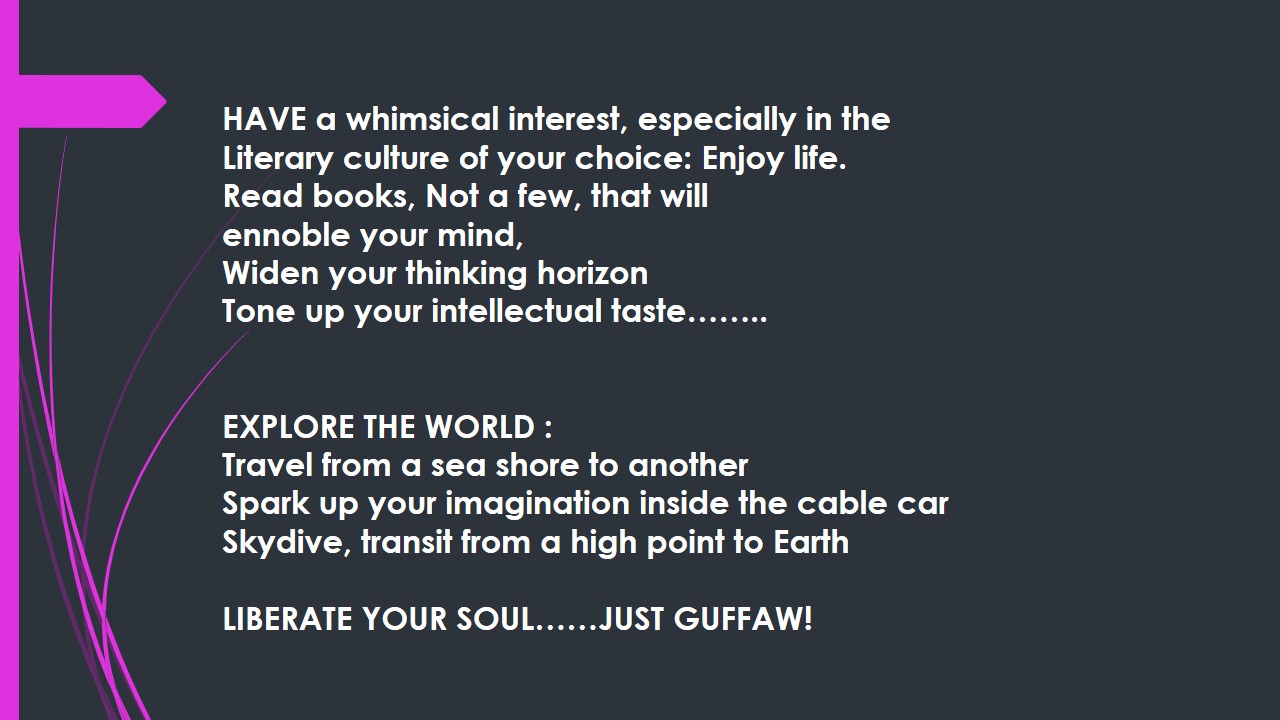 HAVE a whimsical interest, especially in the
Literary culture of your choice: Enjoy life.
Read books, Not a few, that will
ennoble your mind,
Widen your thinking horizon
Tone up your intellectual taste……..
EXPLORE THE WORLD :
Travel from a sea shore to another
Spark up your imagination inside the cable car
Skydive, transit from a high point to Earth
LIBERATE YOUR SOUL……JUST GUFFAW!